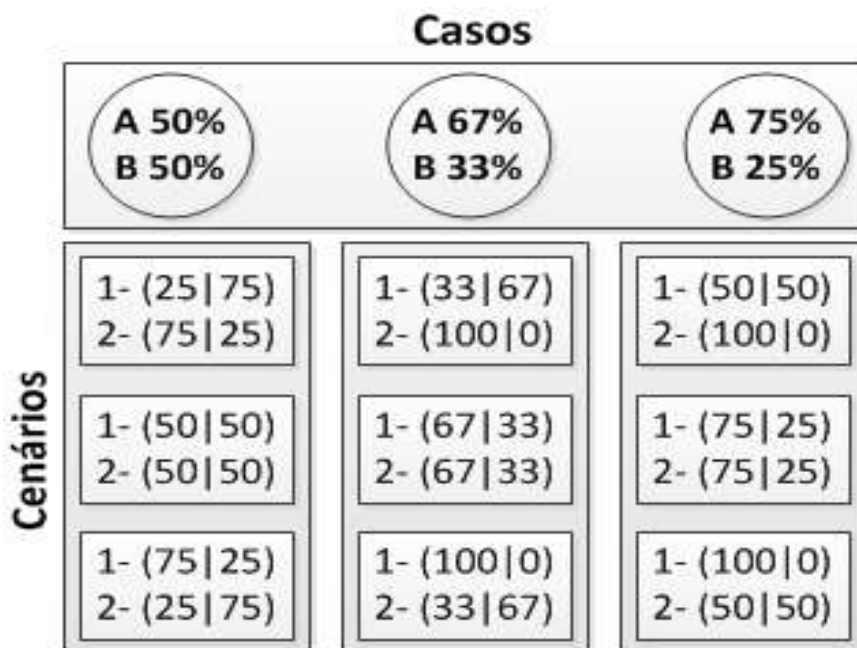 Casos
A 50%
B 50%
A 67%
B 33%
A 75%
B 25%
Cenários
1- (25|75)
2- (75|25)
1- (33|67)
2- (100|0)
1- (50|50)
2- (100|0)
1- (50|50)
2- (50|50)
1- (67|33)
2- (67|33)
1- (75|25)
2- (75|25)
1- (75|25)
2- (25|75)
1- (100|0)
2- (33|67)
1- (100|0)
2- (50|50)